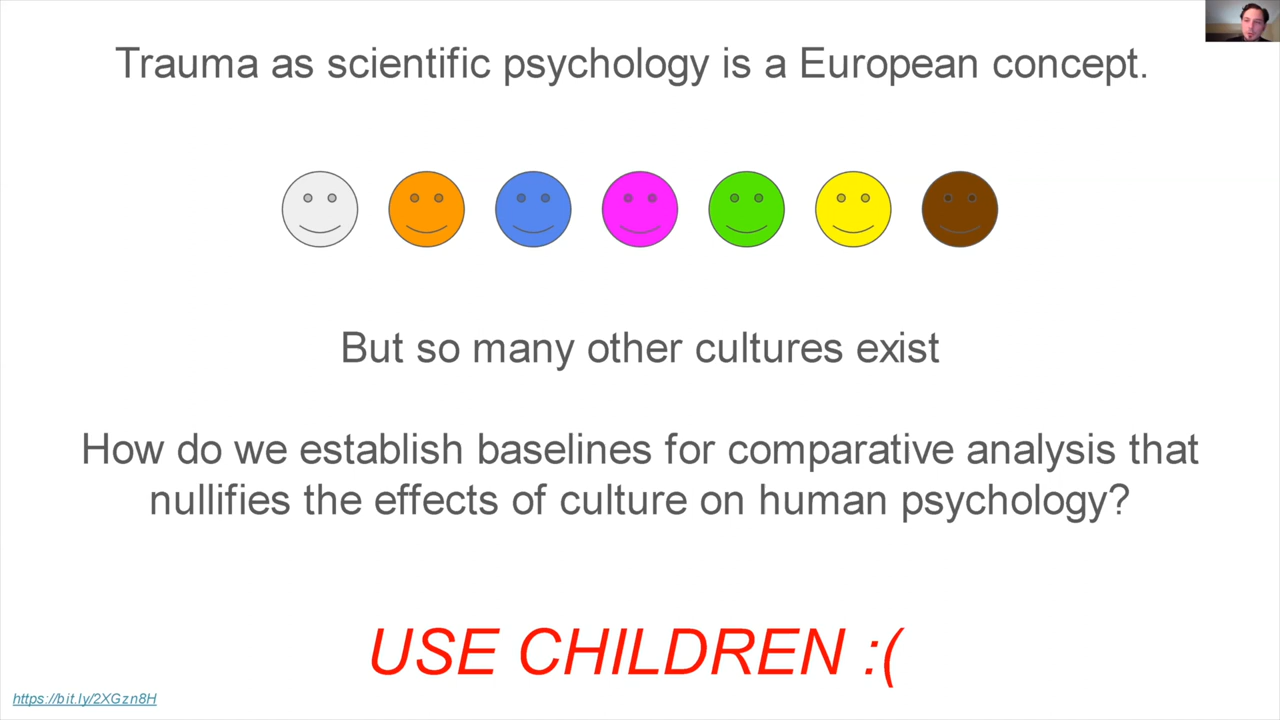 Trauma as scientific psychology is a European concept.
But so many other cultures exist
How do we establish baselines for comparative analysis that
nullifies the effects of culture on human psychology?
USE CHILDREN :(
https://bit.ly/2XGzn8H